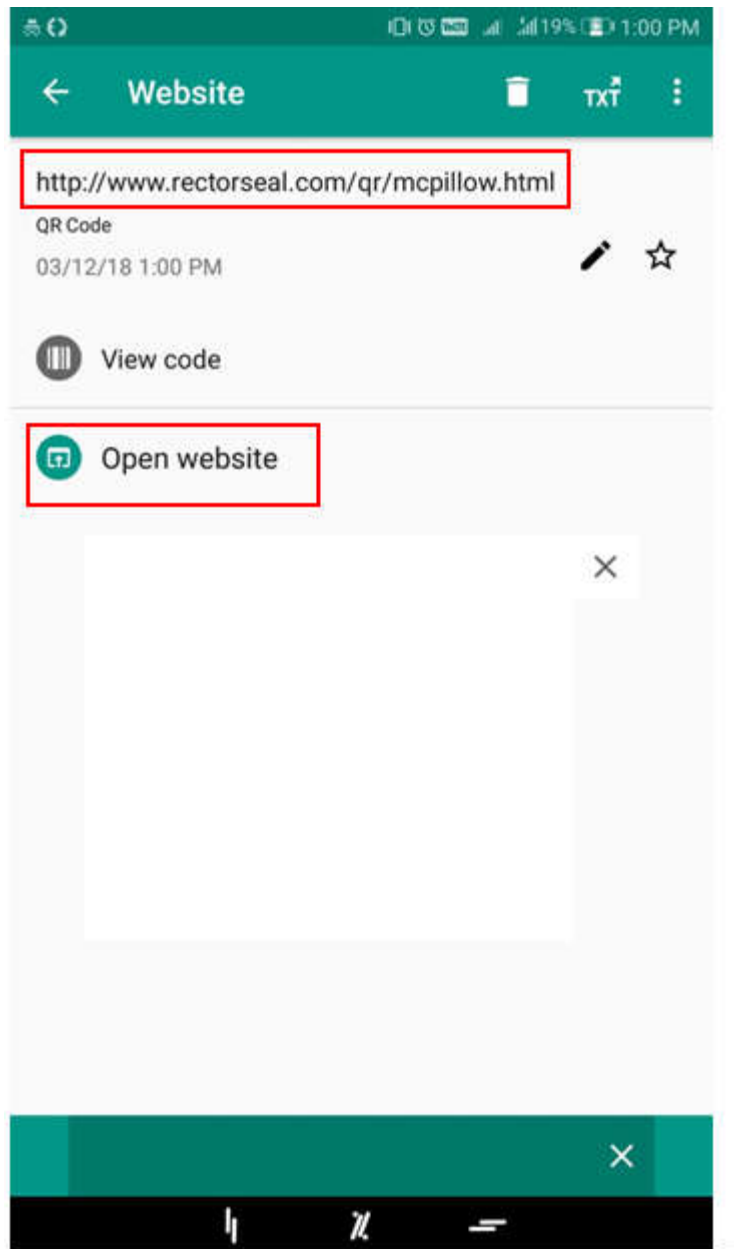 19% 1:00 PM
Website
TXT
http://www.rectorseal.com/qr/mcpillow.html
QR Code
03/12/18 1:00 PM
View code
Open website